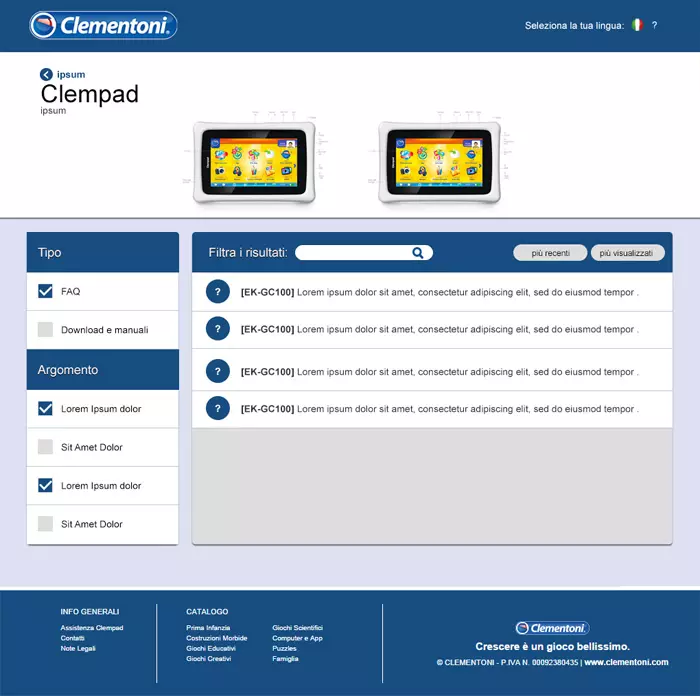 Clementoni®
Seleziona la tua lingua: ?
ipsum
Clempad
ipsum
Tipo
FAQ
Download e manuali
Argomento
Lorem Ipsum dolor
Sit Amet Dolor
Lorem Ipsum dolor
Sit Amet Dolor
Filtra i risultati: più recenti più visualizzati
? [EK-GC100] Lorem ipsum dolor sit amet, consectetur adipiscing elit, sed do eiusmod tempor .
? [EK-GC100] Lorem ipsum dolor sit amet, consectetur adipiscing elit, sed do eiusmod tempor .
? [EK-GC100] Lorem ipsum dolor sit amet, consectetur adipiscing elit, sed do eiusmod tempor .
? [EK-GC100] Lorem ipsum dolor sit amet, consectetur adipiscing elit, sed do eiusmod tempor .
INFO GENERALI
Assistenza Clempad
Contatti
Note Legali
CATALOGO
Prima Infanzia
Costruzioni Morbide
Giochi Educativi
Giochi Creativi
Giochi Scientifici
Computer e App
Puzzles
Famiglia
Clementoni®
Crescere è un gioco bellissimo.
© CLEMENTONI - P.IVA N. 00092380435 | www.clementoni.com